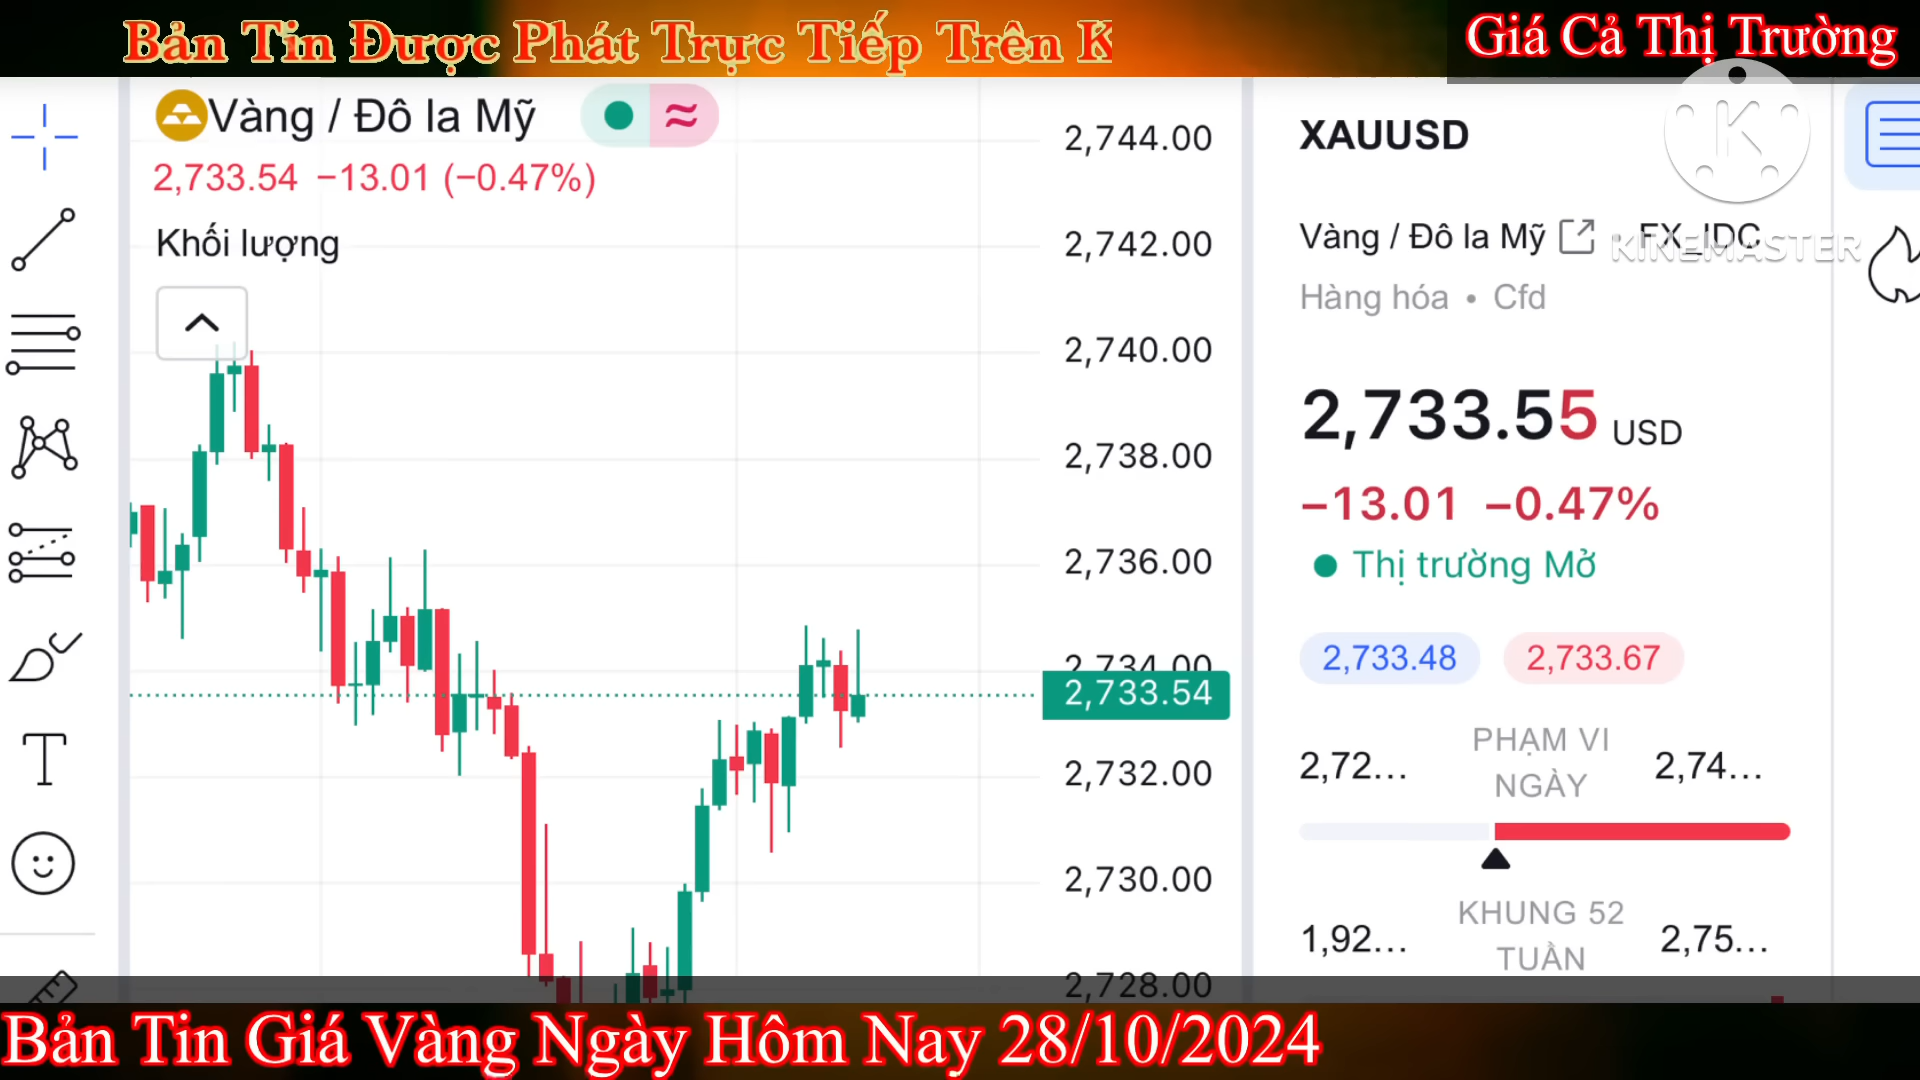 Bản Tin Được Phát Trực Tiếp Trên K
Giá Cả Thị Trường
Vàng / Đô la Mỹ
2,733.54 −13.01 (−0.47%)
Khối lượng
2,744.00
2,742.00
2,740.00
2,738.00
2,736.00
2,734.00
2,733.54
2,732.00
2,730.00
2,728.00
XAUUSD
Vàng / Đô la Mỹ • FX_IDC
KINEMASTER
Hàng hóa • Cfd
2,733.55 USD
−13.01 −0.47%
Thị trường Mở
2,733.48 2,733.67
2,72... PHẠM VI NGÀY 2,74...
1,92... KHUNG 52 TUẦN 2,75...
Bản Tin Giá Vàng Ngày Hôm Nay 28/10/2024